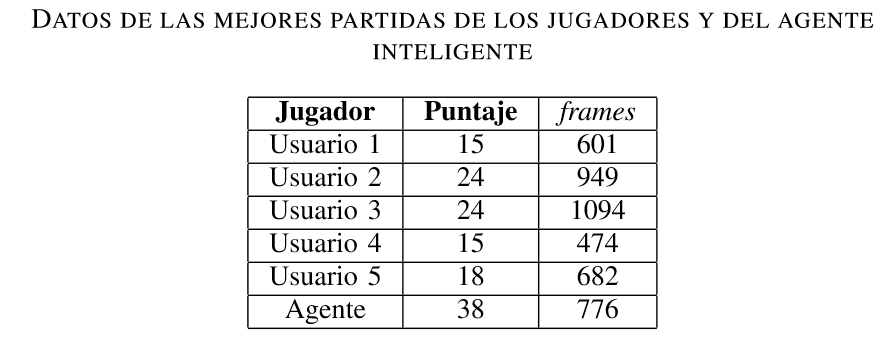 DATOS DE LAS MEJORES PARTIDAS DE LOS JUGADORES Y DEL AGENTE
INTELIGENTE
Jugador Puntaje frames
Usuario 1 15 601
Usuario 2 24 949
Usuario 3 24 1094
Usuario 4 15 474
Usuario 5 18 682
Agente 38 776